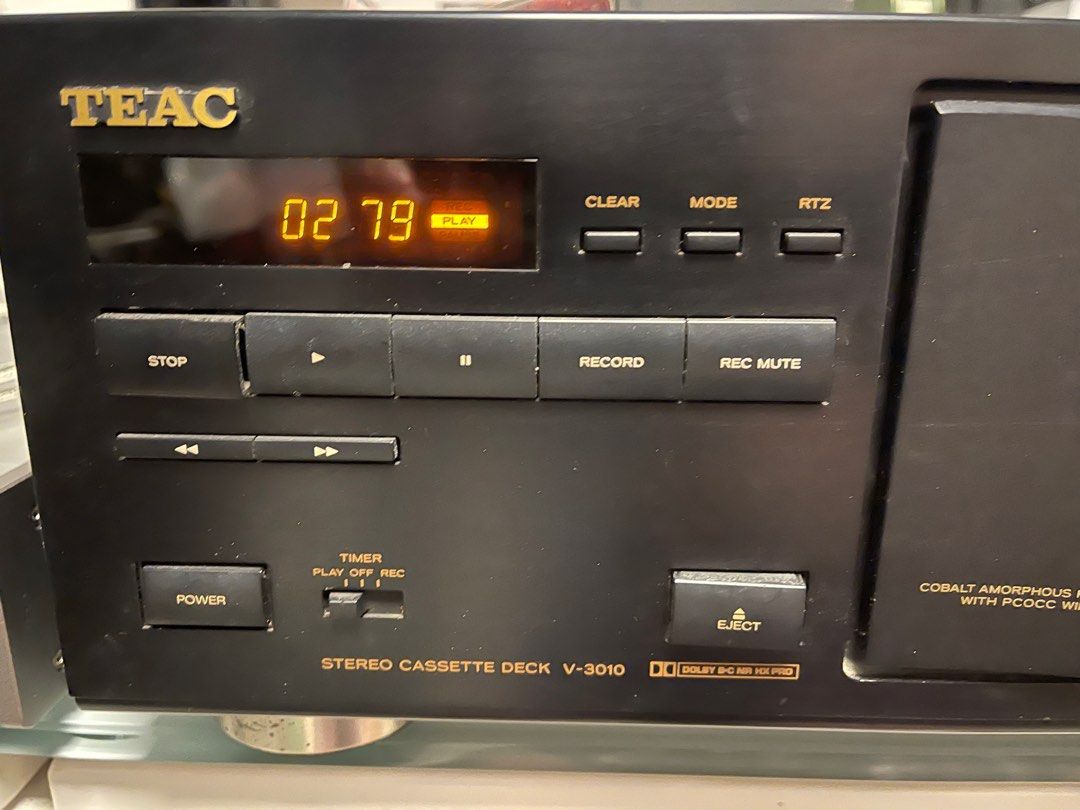 TEAC
02 79
REC
PLAY
PAUSE
CLEAR MODE RTZ
STOP RECORD REC MUTE
TIMER
PLAY OFF REC
POWER
EJECT
COBALT AMORPHOUS
WITH PCOCC
STEREO CASSETTE DECK V-3010
DOLBY B-C NR HX PRO